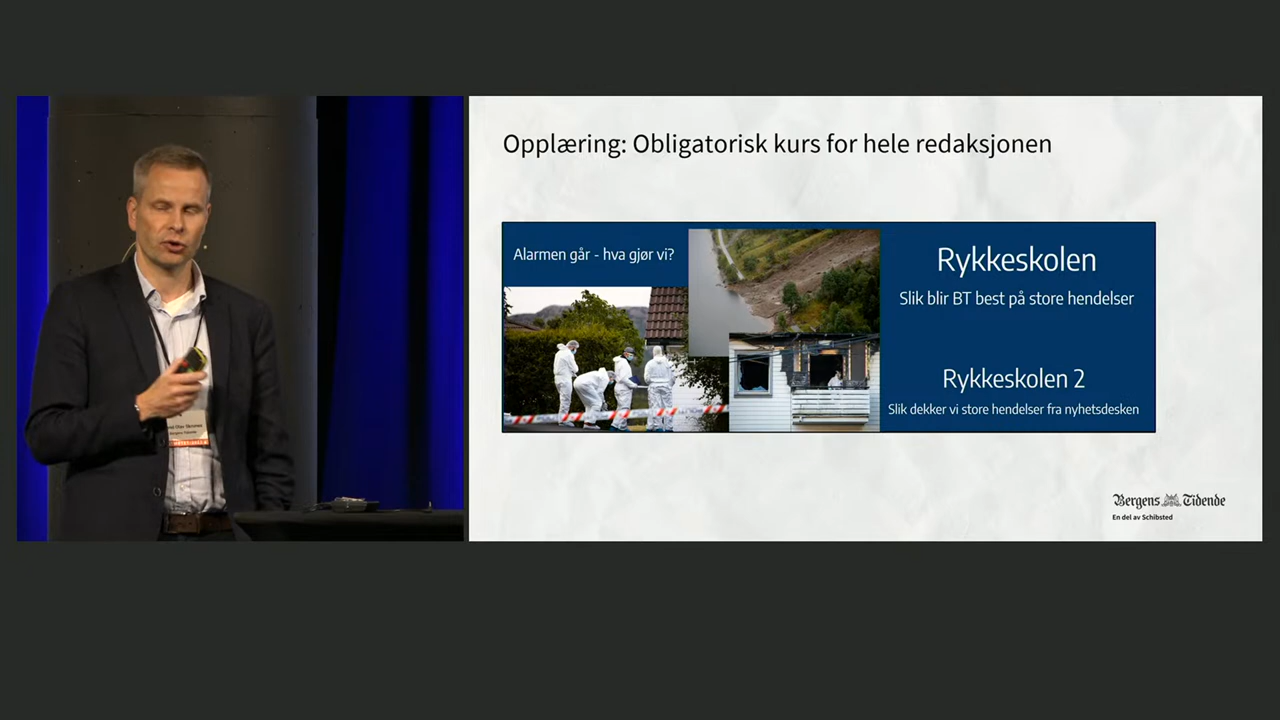 Opplæring: Obligatorisk kurs for hele redaksjonen
Alarmen går - hva gjør vi?
Rykkeskolen
Slik blir BT best på store hendelser
Rykkeskolen 2
Slik dekker vi store hendelser fra nyhetsdesken
Bergens Tidende
En del av Schibsted